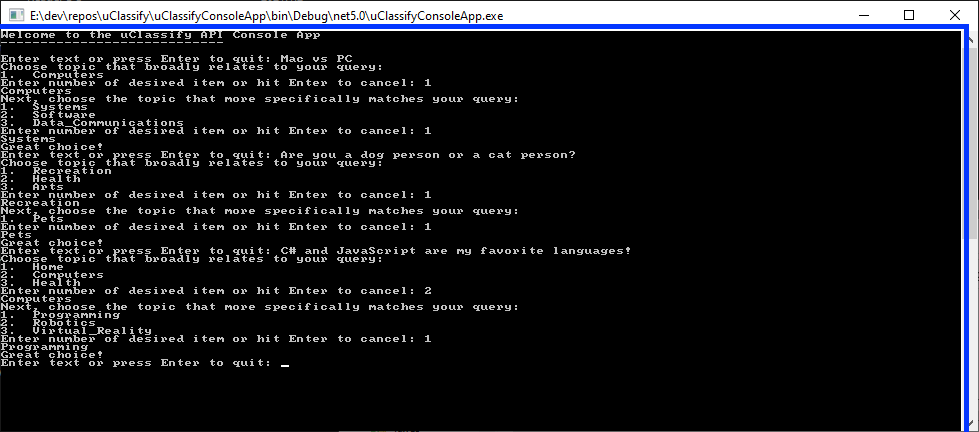 E:\dev\repos\uClassify\uClassifyConsoleApp\bin\Debug\net5.0\uClassifyConsoleApp.exe
Welcome to the uClassify API Console App
----------------------------
Enter text or press Enter to quit: Mac vs PC
Choose topic that broadly relates to your query:
1.  Computers
Enter number of desired item or hit Enter to cancel: 1
Computers
Next, choose the topic that more specifically matches your query:
1.  Systems
2.  Software
3.  Data_Communications
Enter number of desired item or hit Enter to cancel: 1
Systems
Great choice!
Enter text or press Enter to quit: Are you a dog person or a cat person?
Choose topic that broadly relates to your query:
1.  Recreation
2.  Health
3.  Arts
Enter number of desired item or hit Enter to cancel: 1
Recreation
Next, choose the topic that more specifically matches your query:
1.  Pets
Enter number of desired item or hit Enter to cancel: 1
Pets
Great choice!
Enter text or press Enter to quit: C# and JavaScript are my favorite languages!
Choose topic that broadly relates to your query:
1.  Home
2.  Computers
3.  Health
Enter number of desired item or hit Enter to cancel: 2
Computers
Next, choose the topic that more specifically matches your query:
1.  Programming
2.  Robotics
3.  Virtual_Reality
Enter number of desired item or hit Enter to cancel: 1
Programming
Great choice!
Enter text or press Enter to quit: _